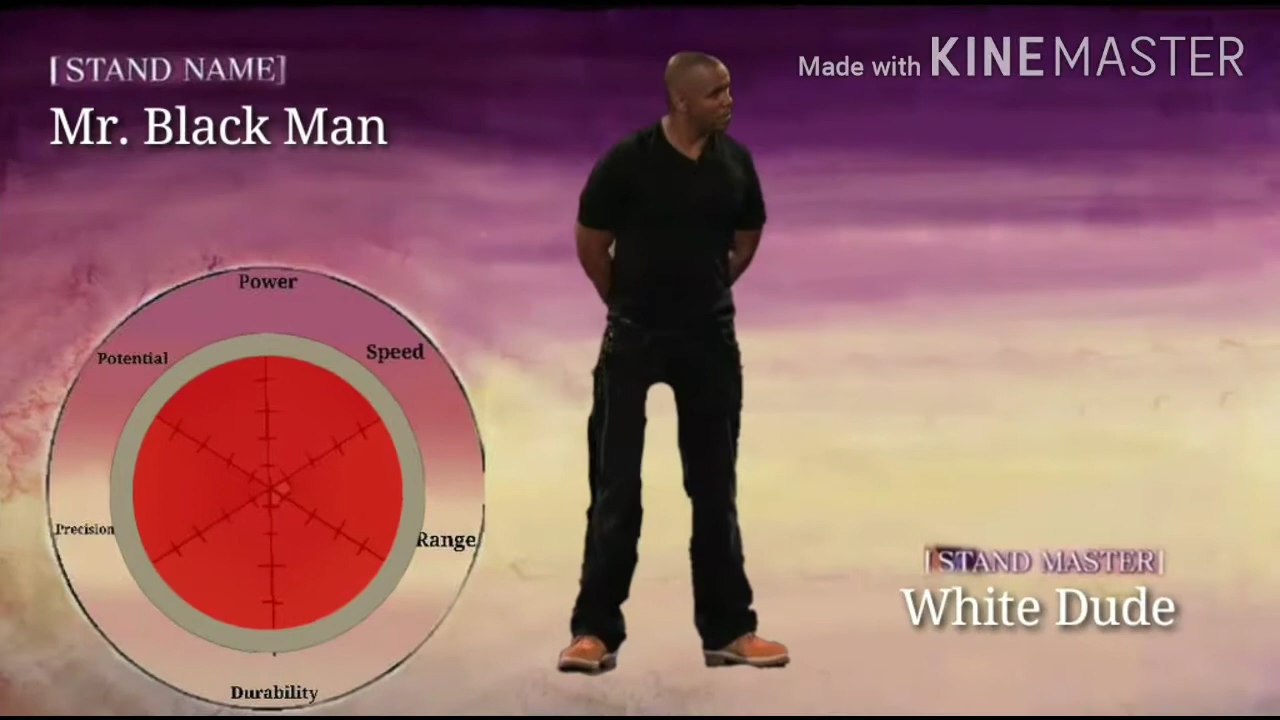 [STAND NAME]
Mr. Black Man
Made with KINEMASTER
Power
Speed
Potential
Precision
Range
Durability
[STAND MASTER]
White Dude